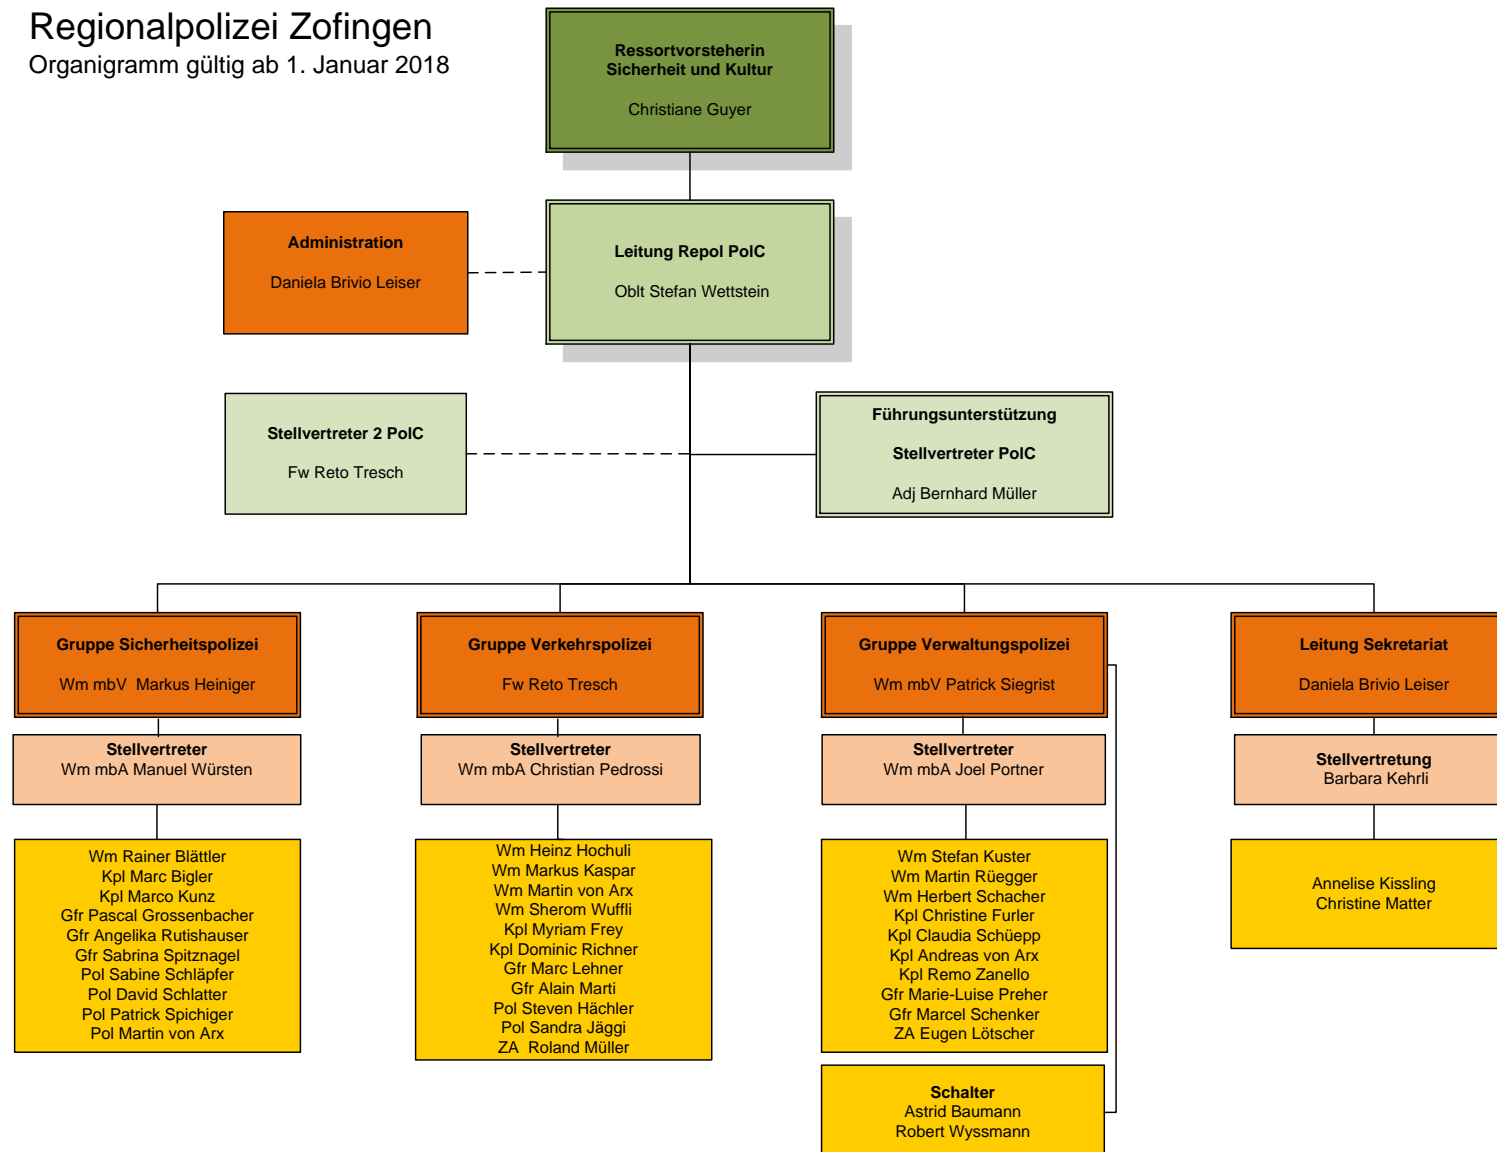 Regionalpolizei Zofingen
Organigramm gültig ab 1. Januar 2018
Ressortvorsteherin
Sicherheit und Kultur
Christiane Guyer
Administration
Daniela Brivio Leiser
Leitung Repol PolC
Oblt Stefan Wettstein
Stellvertreter 2 PolC
Fw Reto Tresch
Führungsunterstützung
Stellvertreter PolC
Adj Bernhard Müller
Gruppe Sicherheitspolizei
Wm mbV  Markus Heiniger
Stellvertreter
Wm mbA Manuel Würsten
Wm Rainer Blättler
Kpl Marc Bigler
Kpl Marco Kunz
Gfr Pascal Grossenbacher
Gfr Angelika Rutishauser
Gfr Sabrina Spitznagel
Pol Sabine Schläpfer
Pol David Schlatter
Pol Patrick Spichiger
Pol Martin von Arx
Gruppe Verkehrspolizei
Fw Reto Tresch
Stellvertreter
Wm mbA Christian Pedrossi
Wm Heinz Hochuli
Wm Markus Kaspar
Wm Martin von Arx
Wm Sherom Wuffli
Kpl Myriam Frey
Kpl Dominic Richner
Gfr Marc Lehner
Gfr Alain Marti
Pol Steven Hächler
Pol Sandra Jäggi
ZA  Roland Müller
Gruppe Verwaltungspolizei
Wm mbV Patrick Siegrist
Stellvertreter
Wm mbA Joel Portner
Wm Stefan Kuster
Wm Martin Rüegger
Wm Herbert Schacher
Kpl Christine Furler
Kpl Claudia Schüepp
Kpl Andreas von Arx
Kpl Remo Zanello
Gfr Marie-Luise Preher
Gfr Marcel Schenker
ZA Eugen Lötscher
Schalter
Astrid Baumann
Robert Wyssmann
Leitung Sekretariat
Daniela Brivio Leiser
Stellvertretung
Barbara Kehrli
Annelise Kissling
Christine Matter